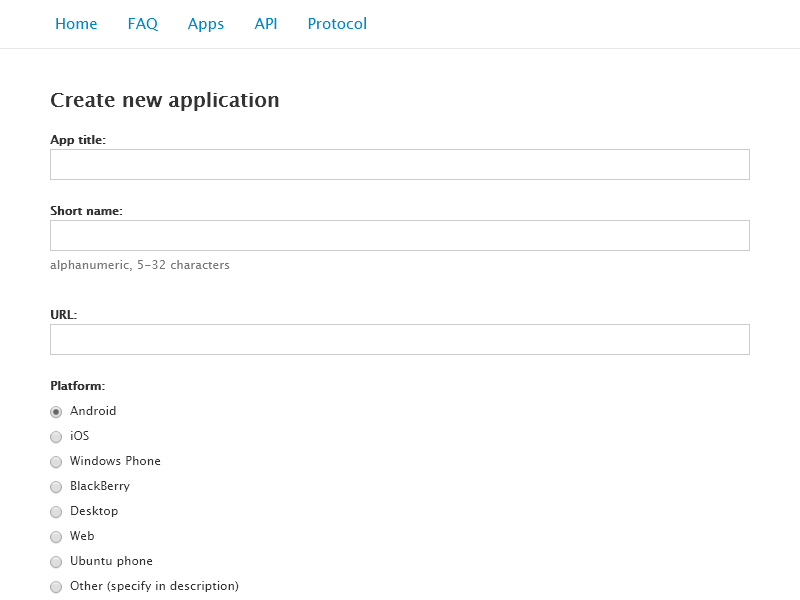 Home FAQ Apps API Protocol
Create new application
App title:
Short name:
alphanumeric, 5-32 characters
URL:
Platform:
Android
iOS
Windows Phone
BlackBerry
Desktop
Web
Ubuntu phone
Other (specify in description)